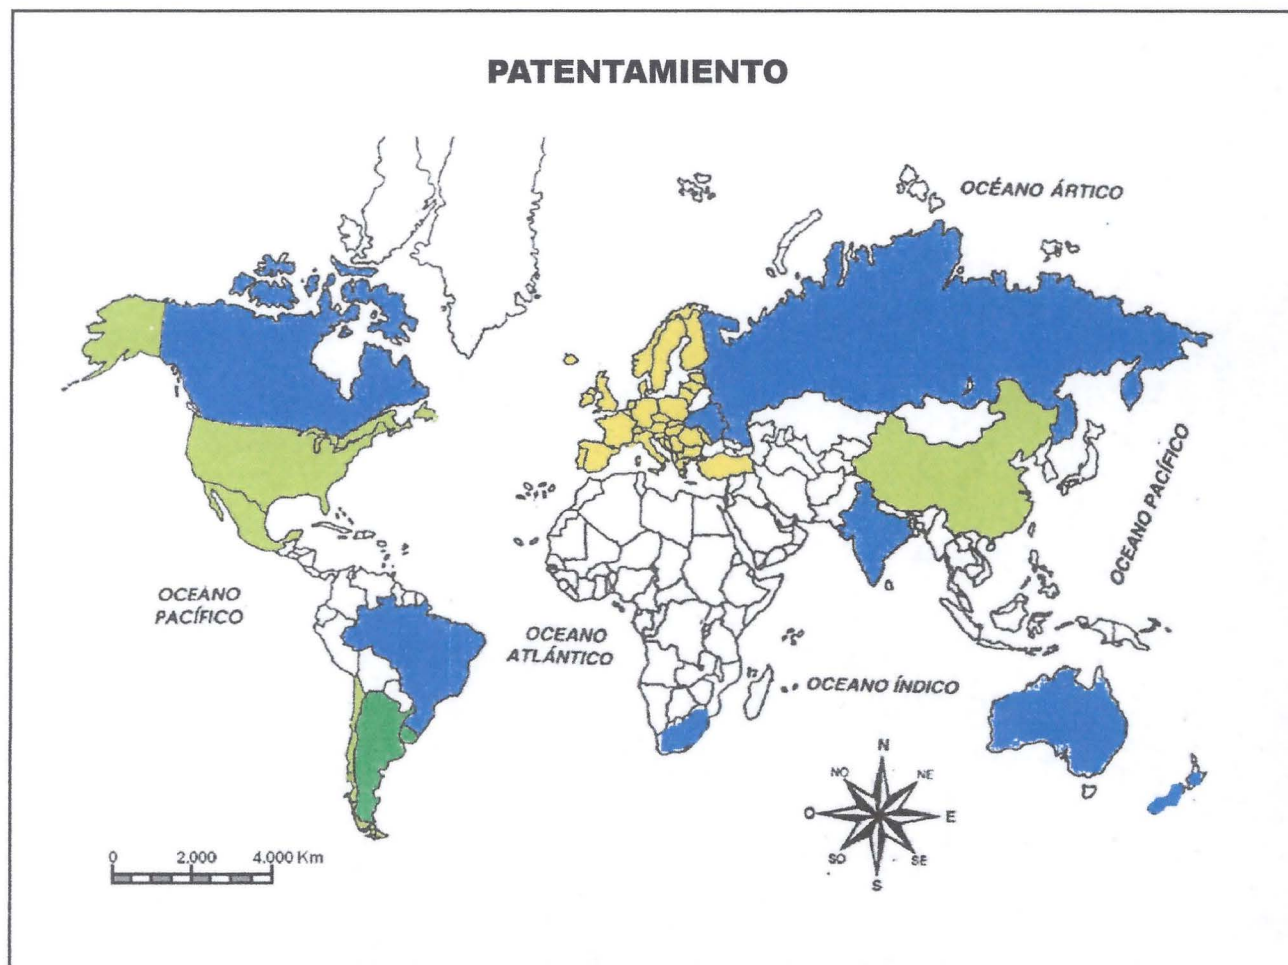 PATENTAMIENTO
OCÉANO ÁRTICO
OCEANO PACÍFICO
OCEANO
PACÍFICO
OCEANO
ATLÁNTICO
OCEANO ÍNDICO
N
NO
NE
O
E
SO
SE
S
0 2.000 4.000 Km